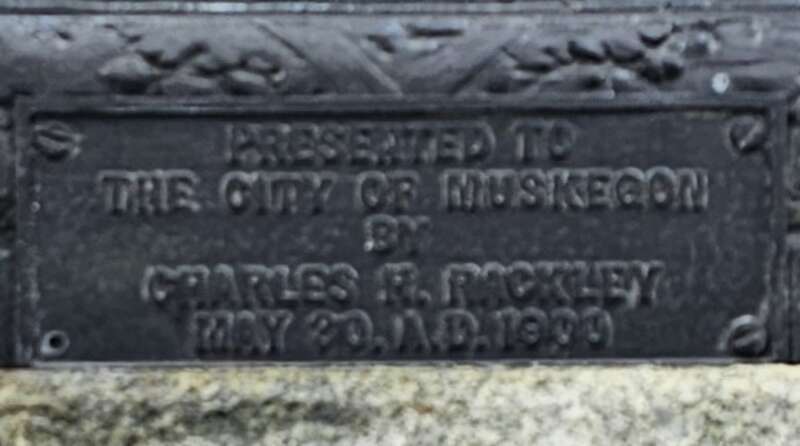 PRESENTED TO
THE CITY OF MUSKEGON
BY
CHARLES H. HACKLEY
MAY 30, A.D. 1900